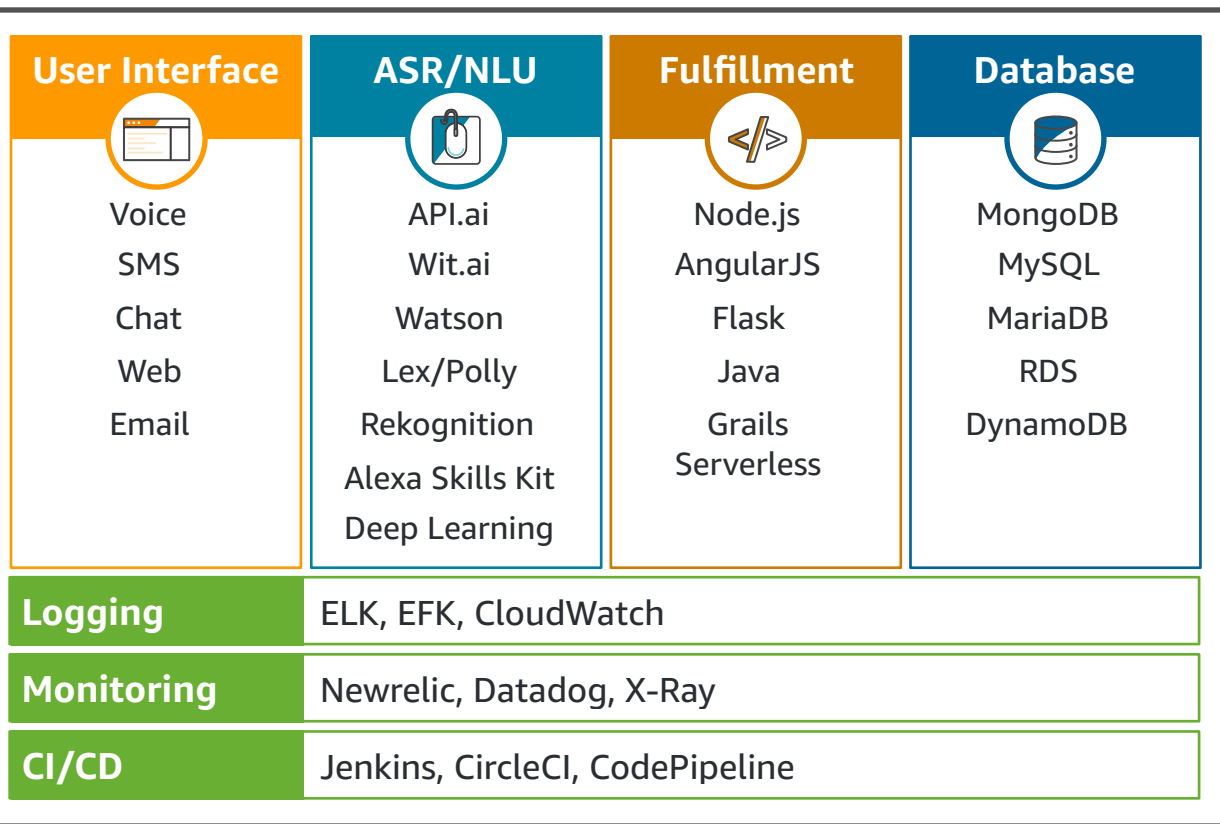 User Interface
Voice
SMS
Chat
Web
Email
ASR/NLU
API.ai
Wit.ai
Watson
Lex/Polly
Rekognition
Alexa Skills Kit
Deep Learning
Fulfillment
</>
Node.js
AngularJS
Flask
Java
Grails
Serverless
Database
MongoDB
MySQL
MariaDB
RDS
DynamoDB
Logging
ELK, EFK, CloudWatch
Monitoring
Newrelic, Datadog, X-Ray
CI/CD
Jenkins, CircleCI, CodePipeline